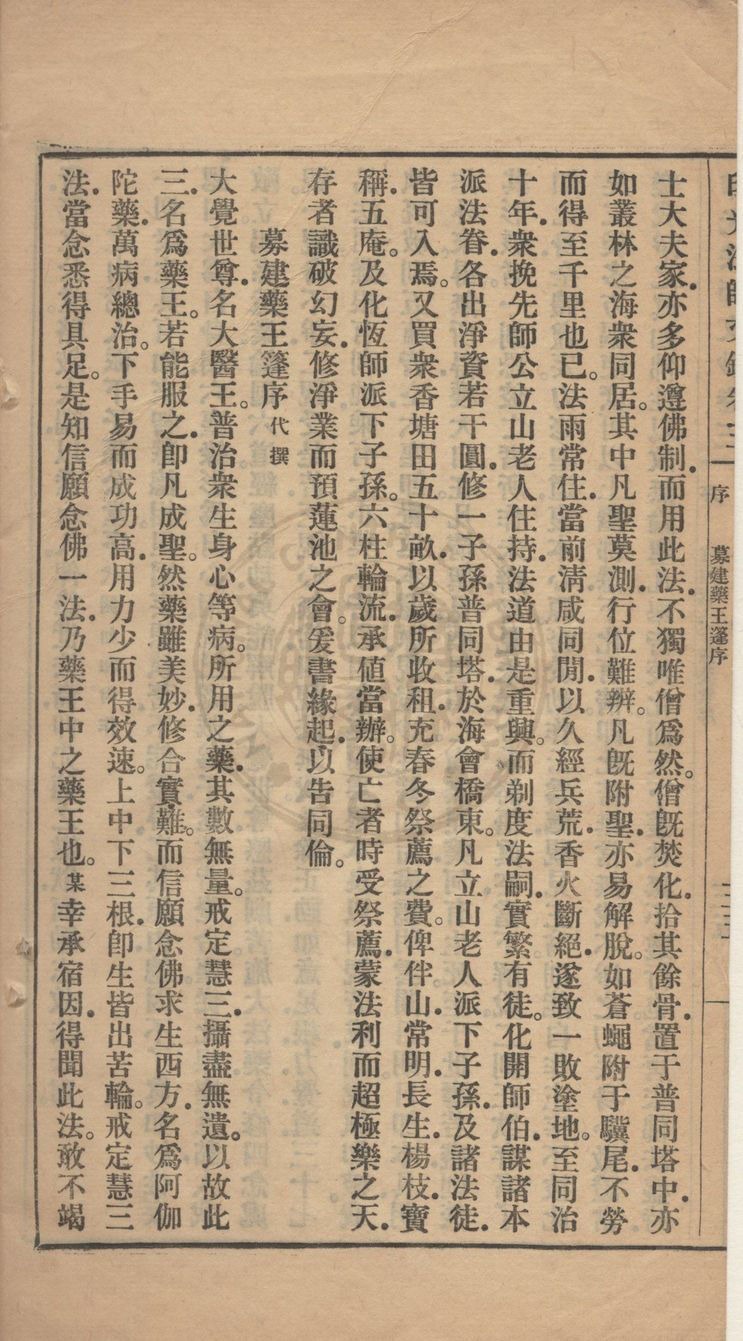 士大夫家.亦多仰遵佛制.而用此法.不獨唯僧爲然。僧旣焚化.拾其餘骨.置于普同塔中.亦
如叢林之海衆同居。其中凡聖莫測.行位難辨。凡旣附聖.亦易解脫。如蒼蠅附于驥尾.不勞
而得至千里也。已。法雨常住.當前淸咸同閒.以久經兵荒.香火斷絕.遂致一敗塗地。至同治
十年.衆挽先師公立山老人住持.法道由是重興。而剃度法嗣.實繁有徒。化開師伯.謀諸本
派法眷.各出淨資若干圓.修一子孫普同塔.於海會橋東。凡立山老人派下子孫.及諸法徒.
皆可入焉。又買衆香塘田五十畝.以歲所收租.充春冬祭薦之費。俾伴山.常明.長生.楊枝.寶
稱.五庵。及化恆師派下子孫。六柱輪流.承値當辦。使亡者時受祭薦.蒙法利而超極樂之天.
存者識破幻妄.修淨業而預蓮池之會。爰書緣起.以告同倫。
募建藥王篷序代撰
大覺世尊.名大醫王。普治衆生身心等病。所用之藥.其數無量。戒定慧三.攝盡無遺。以故此
三.名爲藥王。若能服之.卽凡成聖。然藥雖美妙.修合實難。而信願念佛求生西方.名爲阿伽
陀藥.萬病總治。下手易而成功高.用力少而得效速。上中下三根.卽生皆出苦輪。戒定慧三
法.當念悉得具足。是知信願念佛一法.乃藥王中之藥王也。某幸承宿因.得聞此法。敢不竭
序　募建藥王篷序